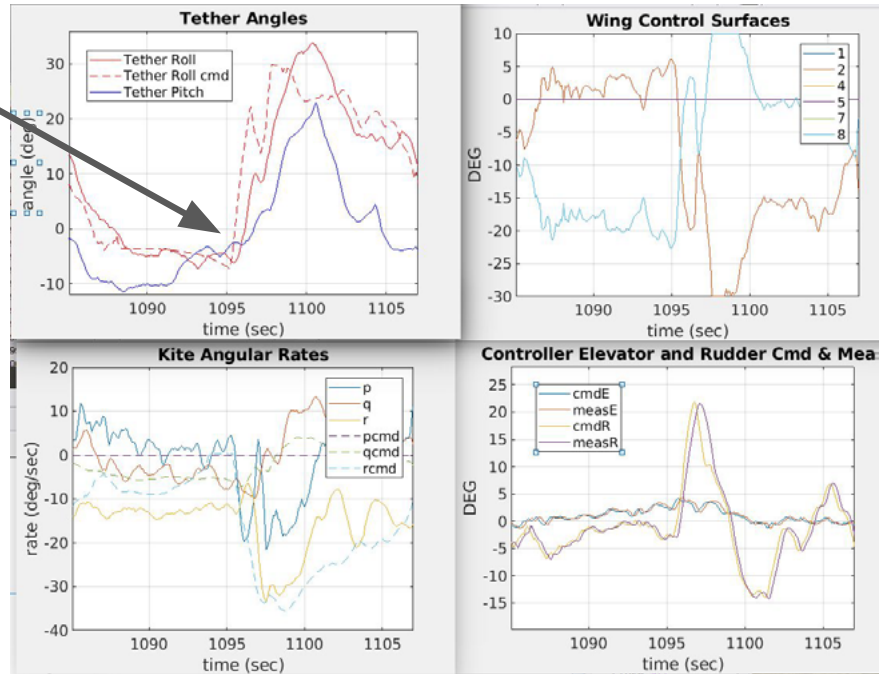 Tether Angles
Tether Roll
Tether Roll cmd
Tether Pitch
30
20
10
0
-10
angle (deg)
1090
1095
1100
1105
time (sec)
Wing Control Surfaces
1
2
4
5
7
8
10
5
0
-5
-10
-15
-20
-25
-30
DEG
1090
1095
1100
1105
time (sec)
Kite Angular Rates
p
q
r
pcmd
qcmd
rcmd
20
10
0
-10
-20
-30
-40
rate (deg/sec)
1090
1095
1100
1105
time (sec)
Controller Elevator and Rudder Cmd & Mea
cmdE
measE
cmdR
measR
25
20
15
10
5
0
-5
-10
-15
DEG
1090
1095
1100
1105
time (sec)